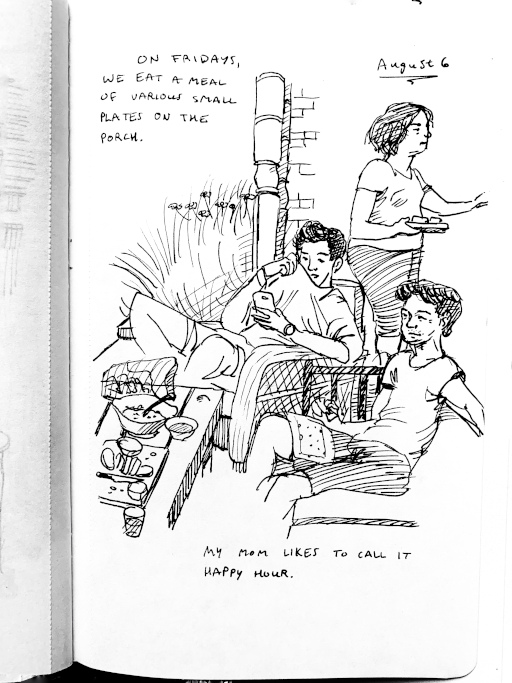 ON FRIDAYS,
WE EAT A MEAL
OF VARIOUS SMALL
PLATES ON THE
PORCH.
August 6
MY MOM LIKES TO CALL IT
HAPPY HOUR.